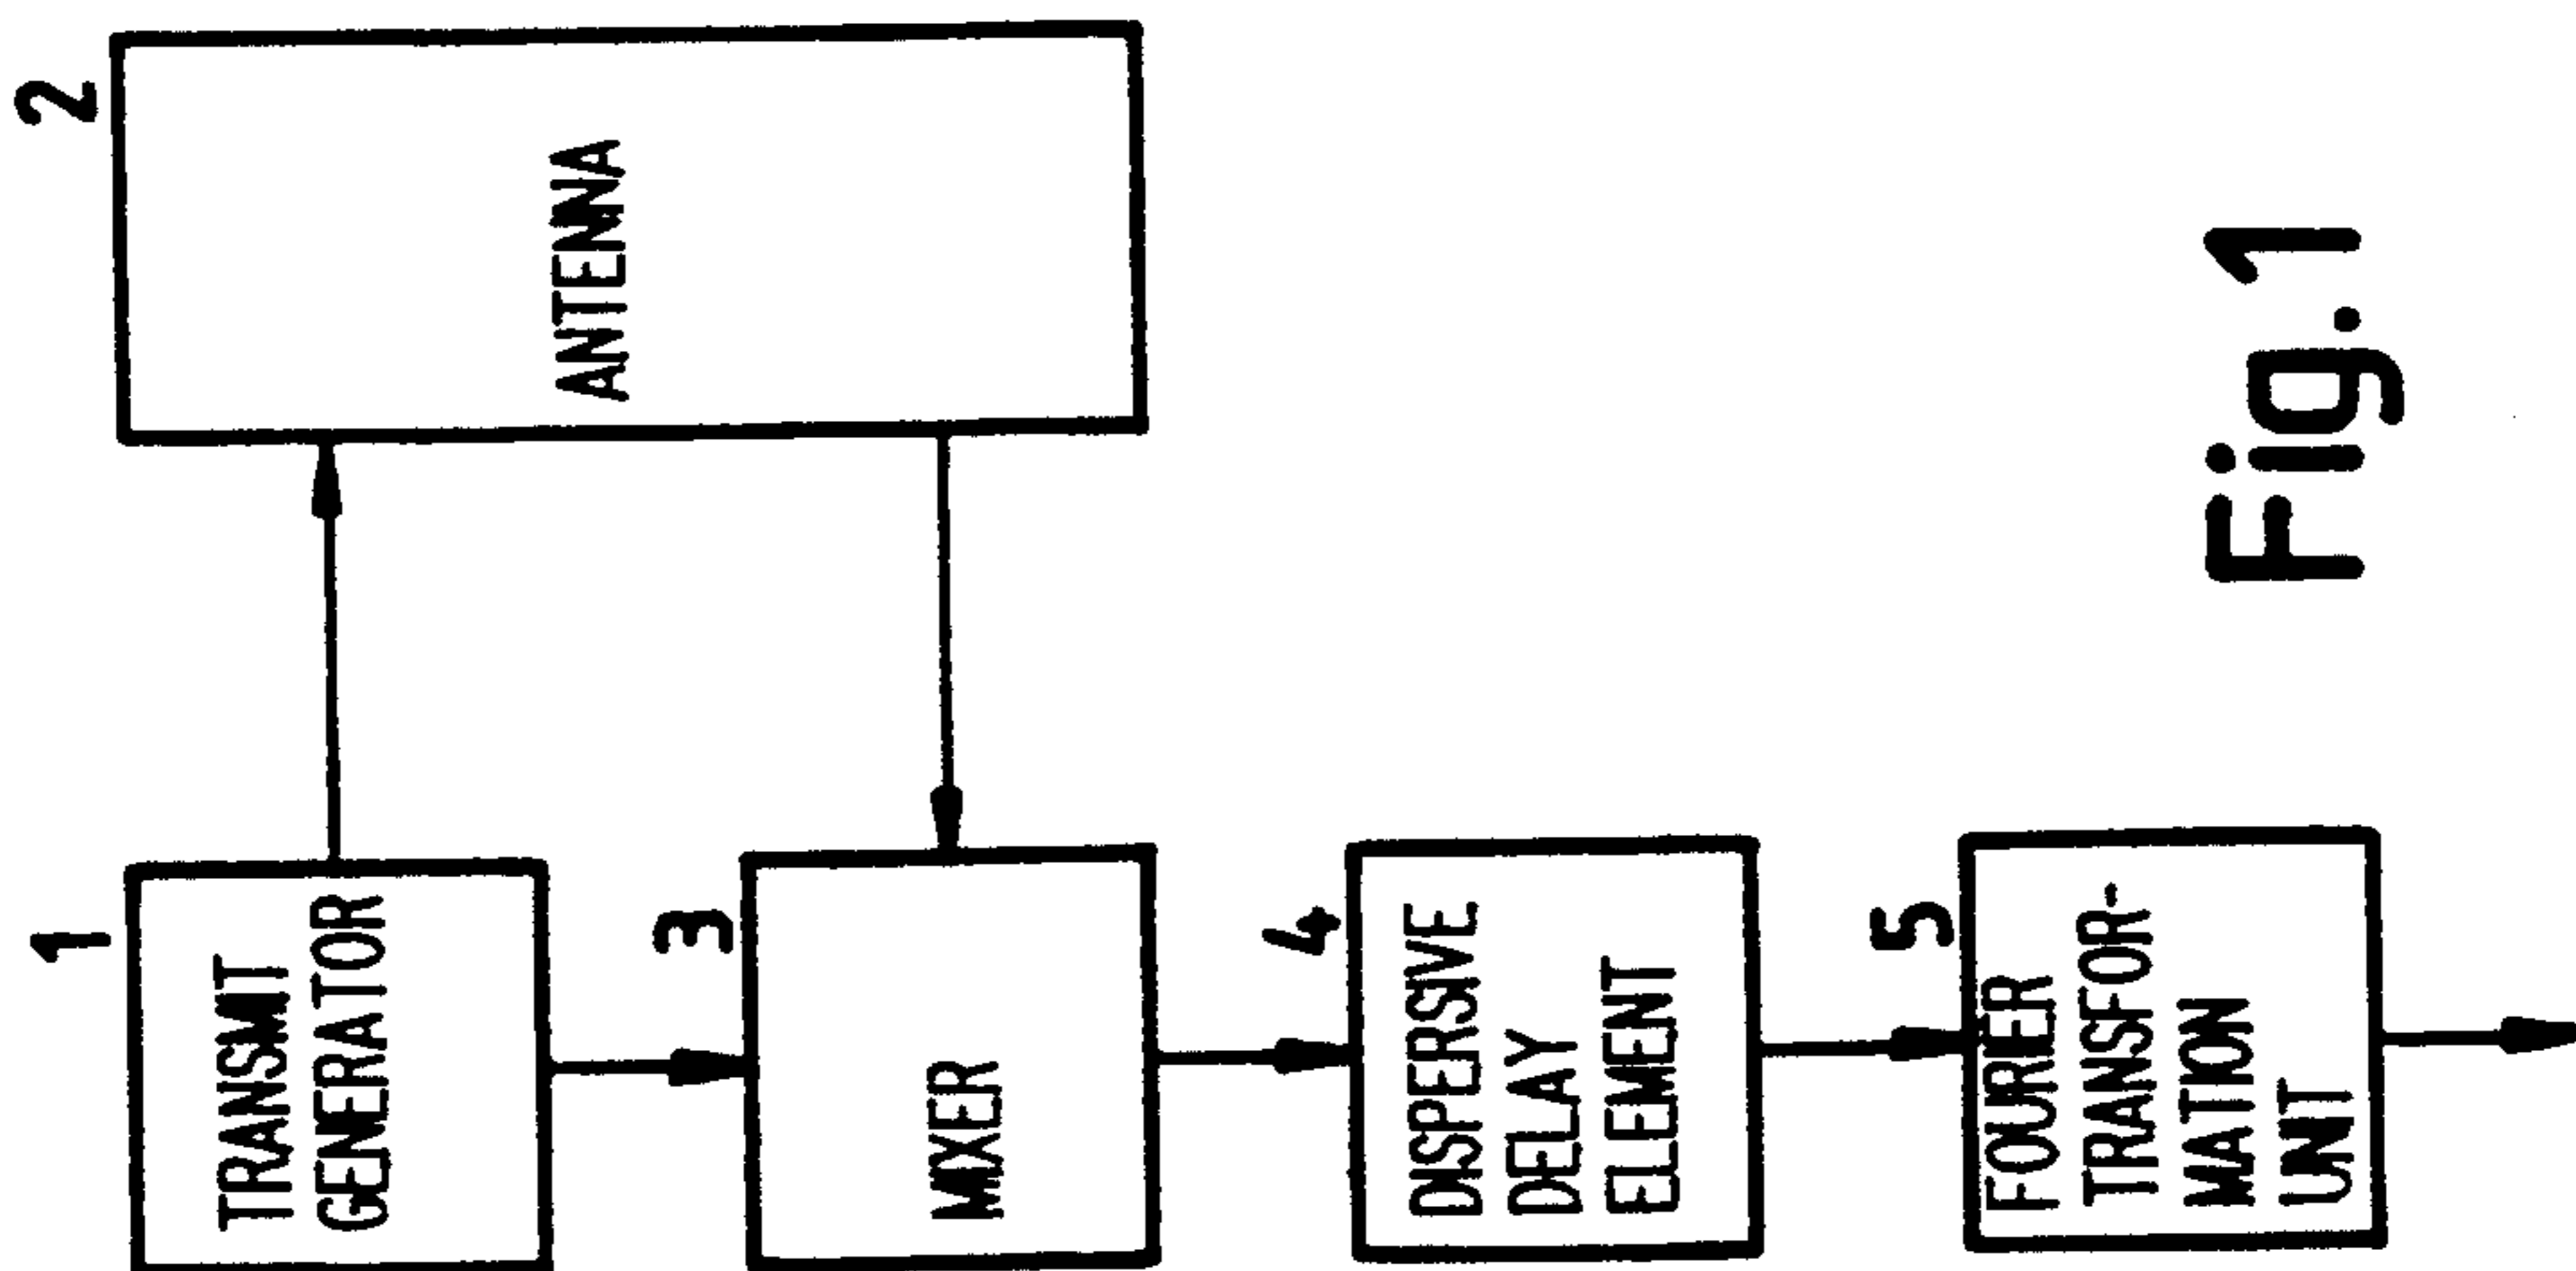 1
TRANSMIT
GENERATOR
2
ANTENNA
3
MIXER
4
DISPERSIVE
DELAY
ELEMENT
5
FOURIER
TRANSFOR-
MATION
UNIT
Fig.1